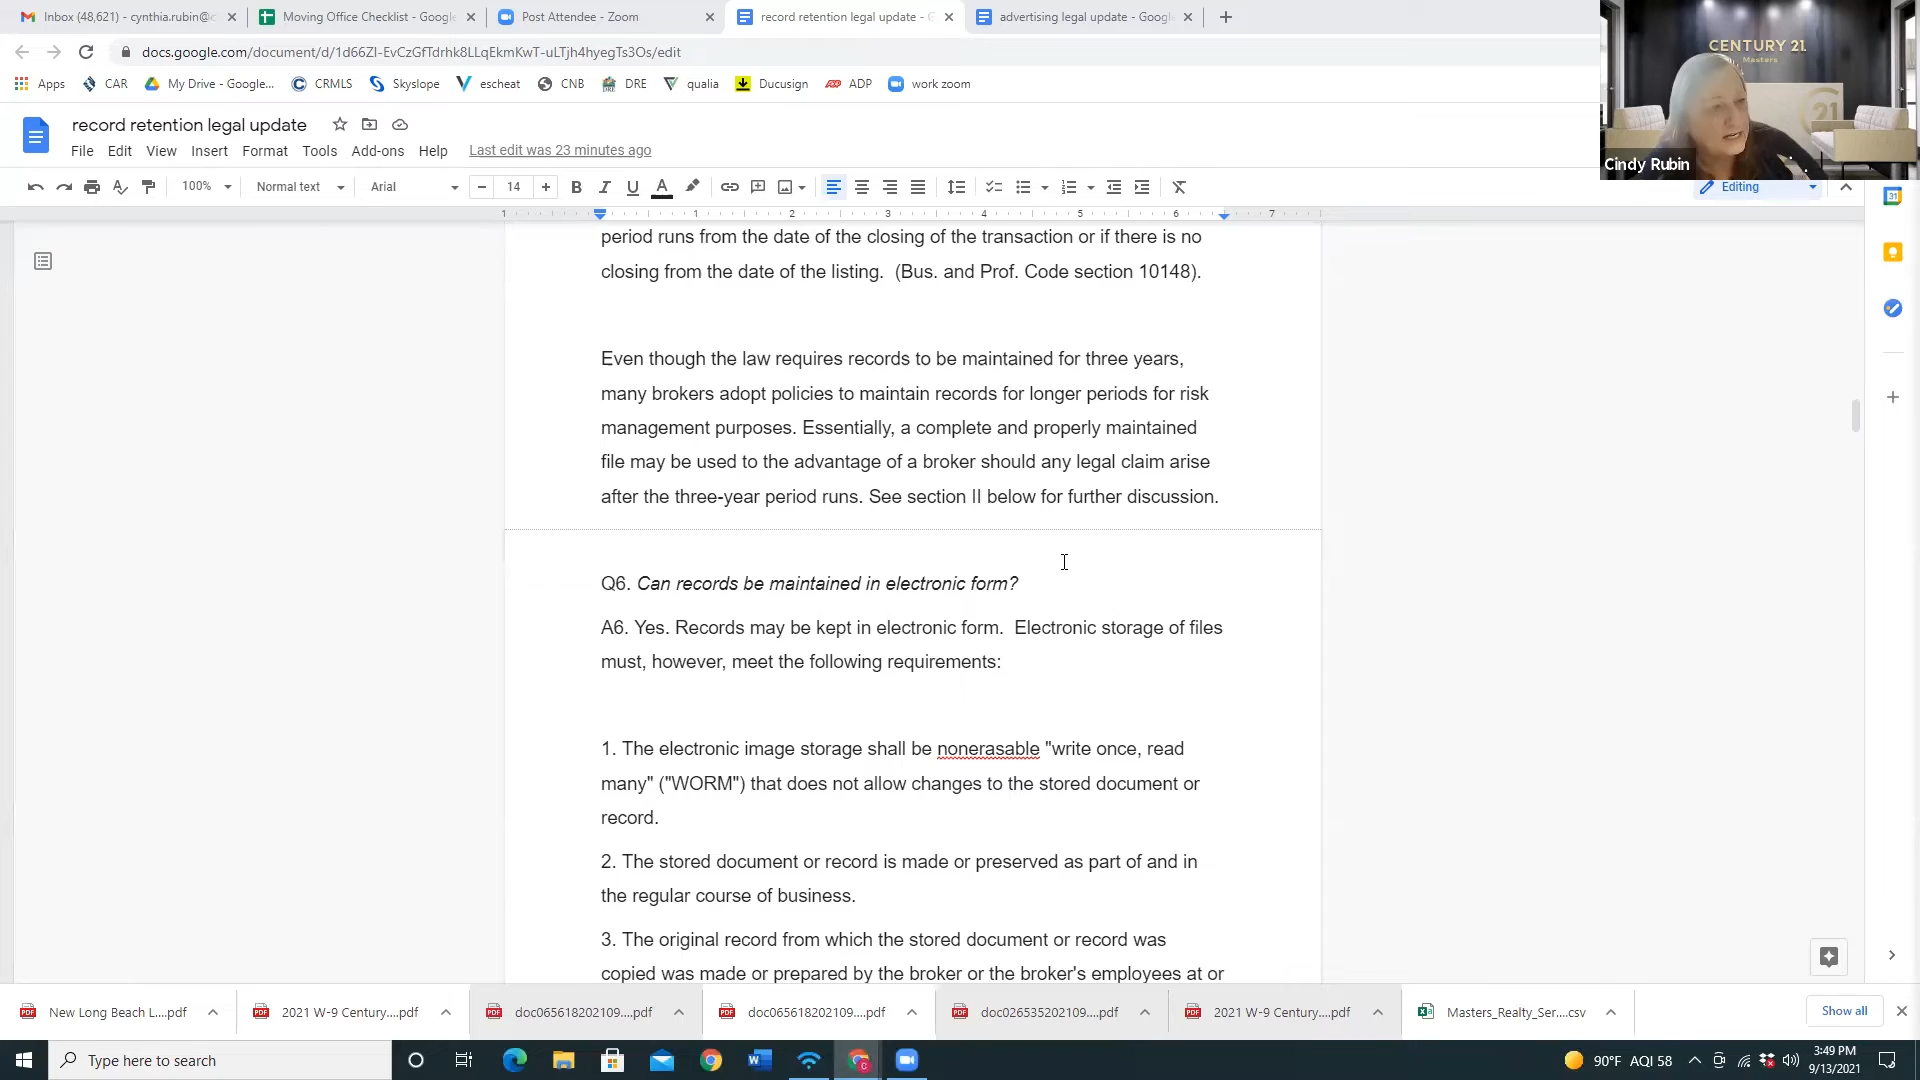 Inbox (48,621) - cynthia.rubin@c
Moving Office Checklist - Google
Post Attendee - Zoom
record retention legal update - G
advertising legal update - Googl
docs.google.com/document/d/1d66ZI-EvCzGfTdrhk8LLqEkmKwT-uLTjh4hyegTs3Os/edit
Apps
CAR
My Drive - Google...
CRMLS
Skyslope
escheat
CNB
DRE
qualia
Ducusign
ADP
work zoom
CENTURY 21.
Masters
21
Cindy Rubin
record retention legal update
File Edit View Insert Format Tools Add-ons Help Last edit was 23 minutes ago
100% Normal text Arial 14 Editing
1 1 2 3 4 5 6 7
period runs from the date of the closing of the transaction or if there is no
closing from the date of the listing.  (Bus. and Prof. Code section 10148).
Even though the law requires records to be maintained for three years,
many brokers adopt policies to maintain records for longer periods for risk
management purposes. Essentially, a complete and properly maintained
file may be used to the advantage of a broker should any legal claim arise
after the three-year period runs. See section II below for further discussion.
Q6. Can records be maintained in electronic form?
A6. Yes. Records may be kept in electronic form.  Electronic storage of files
must, however, meet the following requirements:
1. The electronic image storage shall be nonerasable "write once, read
many" ("WORM") that does not allow changes to the stored document or
record.
2. The stored document or record is made or preserved as part of and in
the regular course of business.
3. The original record from which the stored document or record was
copied was made or prepared by the broker or the broker's employees at or
New Long Beach L....pdf
2021 W-9 Century....pdf
doc065618202109....pdf
doc065618202109....pdf
doc026535202109....pdf
2021 W-9 Century....pdf
Masters_Realty_Ser....csv
Show all
Type here to search
90°F AQI 58
3:49 PM
9/13/2021